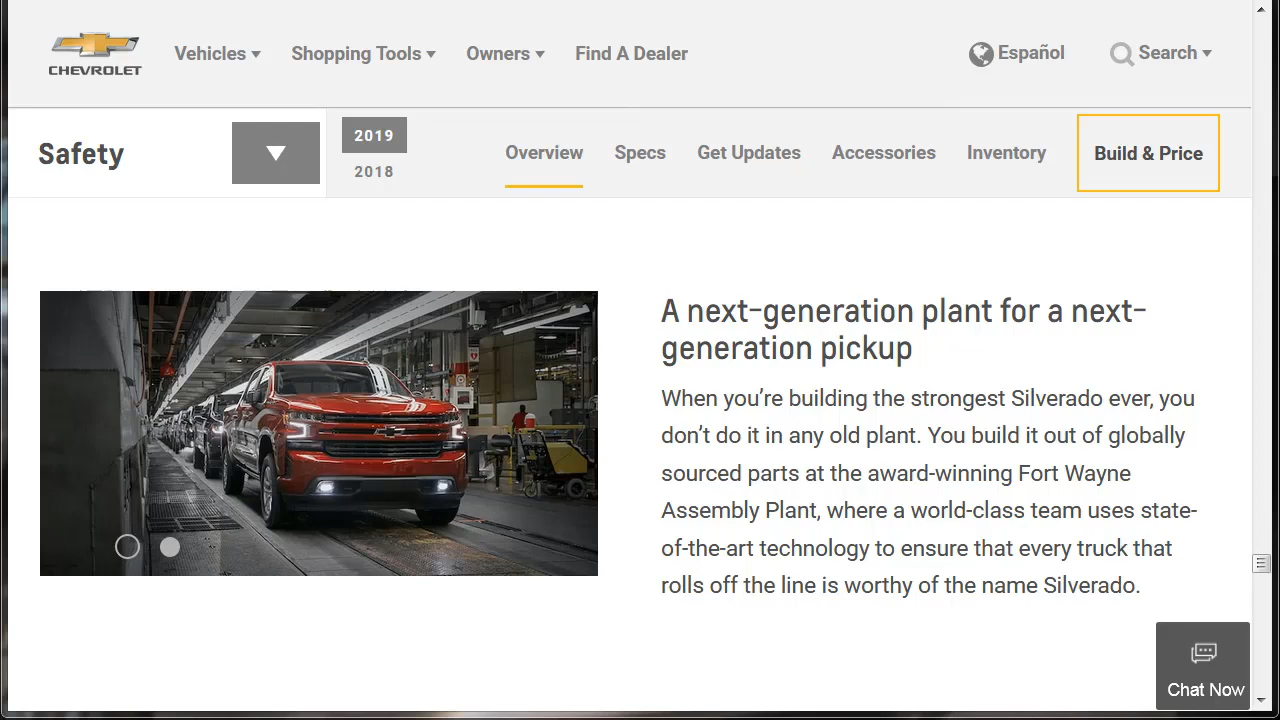 CHEVROLET
Vehicles
Shopping Tools
Owners
Find A Dealer
Español
Search
Safety
2019
2018
Overview
Specs
Get Updates
Accessories
Inventory
Build & Price
A next-generation plant for a next-
generation pickup
When you’re building the strongest Silverado ever, you
don’t do it in any old plant. You build it out of globally
sourced parts at the award-winning Fort Wayne
Assembly Plant, where a world-class team uses state-
of-the-art technology to ensure that every truck that
rolls off the line is worthy of the name Silverado.
Chat Now